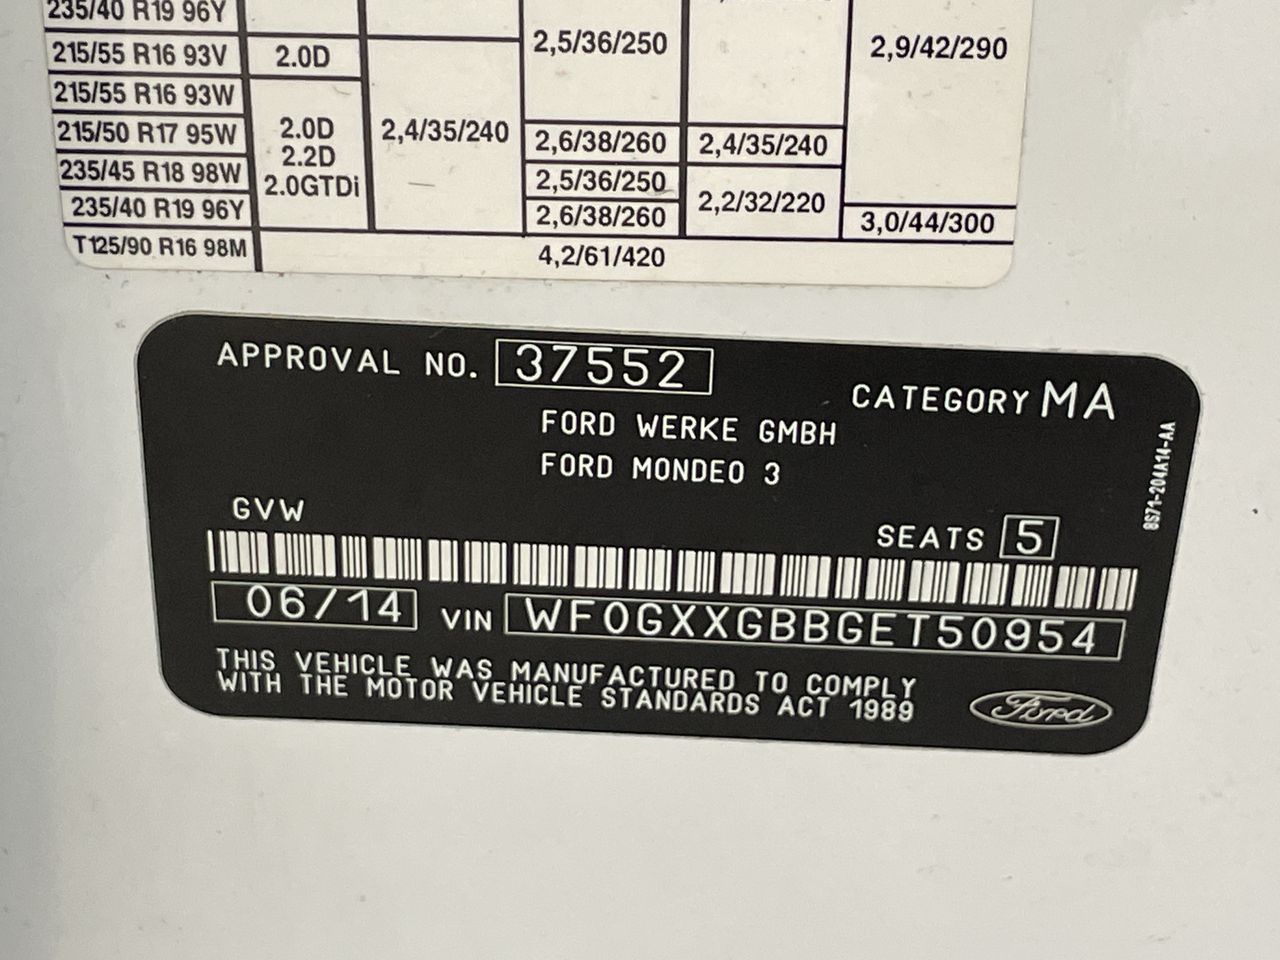 235/40 R19 96Y
215/55 R16 93V 2.0D 2,5/36/250 2,9/42/290
215/55 R16 93W
215/50 R17 95W 2.0D 2,4/35/240 2,6/38/260 2,4/35/240
2.2D
235/45 R18 98W 2.0GTDi 2,5/36/250 2,2/32/220
235/40 R19 96Y 2,6/38/260 3,0/44/300
T125/90 R16 98M 4,2/61/420
APPROVAL NO. 37552
CATEGORY MA
FORD WERKE GMBH
FORD MONDEO 3
8S71-204A14-AA
GVW
SEATS 5
06/14 VIN WF0GXXGBBGET50954
THIS VEHICLE WAS MANUFACTURED TO COMPLY
WITH THE MOTOR VEHICLE STANDARDS ACT 1989
Ford